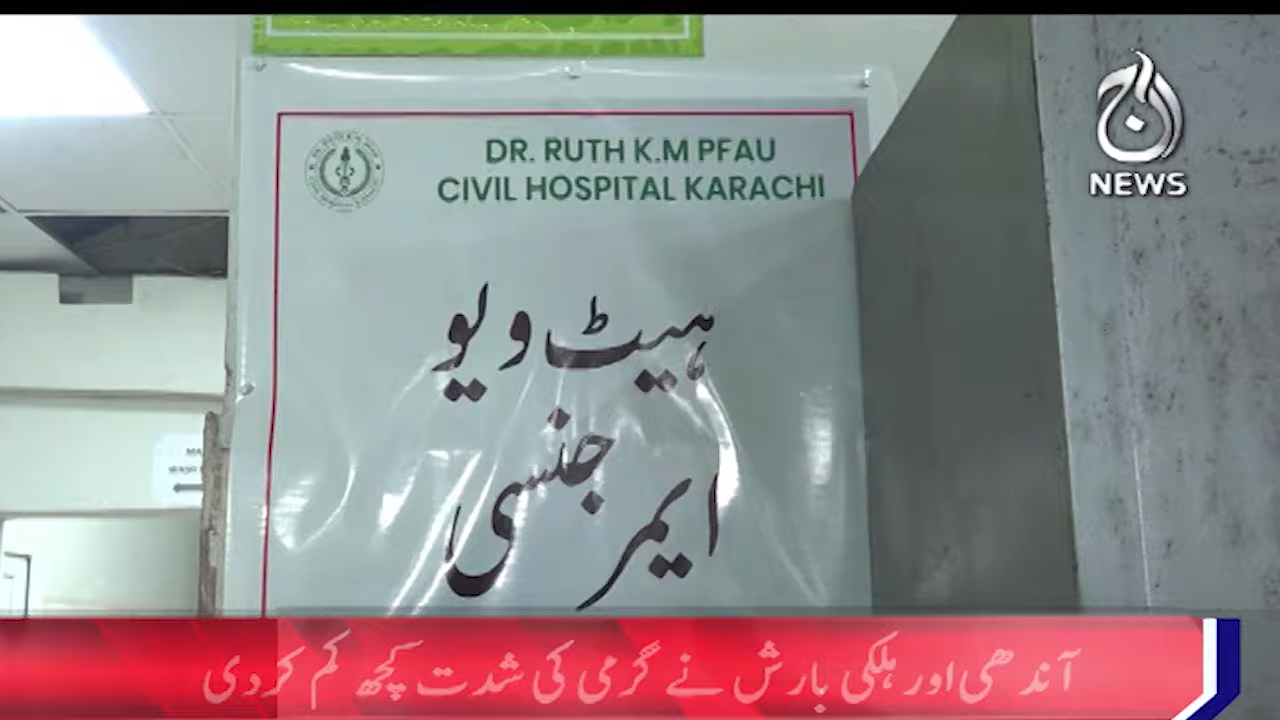 DR. RUTH K.M PFAU
CIVIL HOSPITAL KARACHI
ہیٹ ویو
ایمرجنسی
آج
NEWS
آندھی اور ہلکی بارش نے گرمی کی شدت کچھ کم کردی